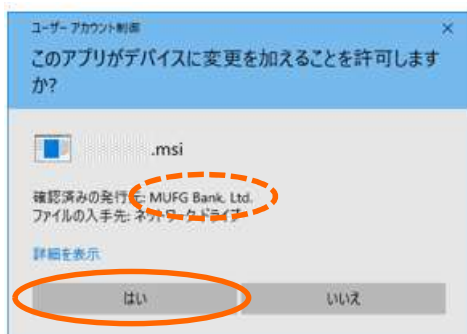 ユーザー アカウント制御
このアプリがデバイスに変更を加えることを許可します
か?
.msi
確認済みの発行元: MUFG Bank, Ltd.
ファイルの入手先: ネットワーク ドライブ
詳細を表示
はい
いいえ